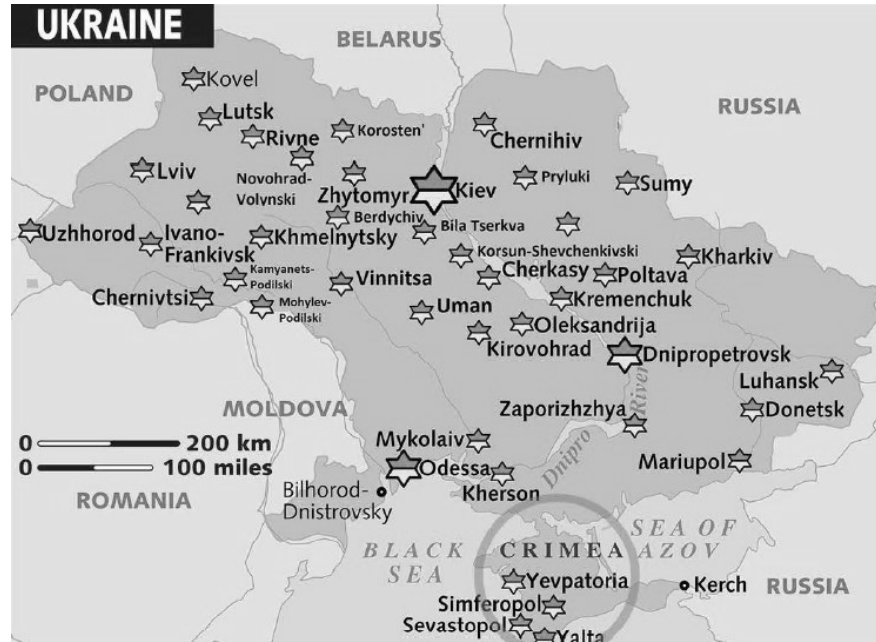 UKRAINE
BELARUS
POLAND
RUSSIA
Kovel
Lutsk
Rivne
Korosten'
Chernihiv
Lviv
Novohrad-
Volynski
Zhytomyr
Kiev
Pryluki
Sumy
Berdychiv
Bila Tserkva
Uzhhorod
Ivano-
Frankivsk
Khmelnytsky
Korsun-Shevchenkivski
Kharkiv
Kamyanets-
Podilski
Vinnitsa
Cherkasy
Poltava
Chernivtsi
Mohylev-
Podilski
Uman
Kremenchuk
Oleksandrija
Kirovohrad
Dnipropetrovsk
Luhansk
MOLDOVA
Zaporizhzhya
Dnipro River
Donetsk
0 200 km
0 100 miles
Mykolaiv
Odessa
Kherson
Mariupol
ROMANIA
Bilhorod-
Dnistrovsky
BLACK
SEA
CRIMEA
SEA OF
AZOV
Yevpatoria
Kerch
RUSSIA
Simferopol
Sevastopol
Yalta